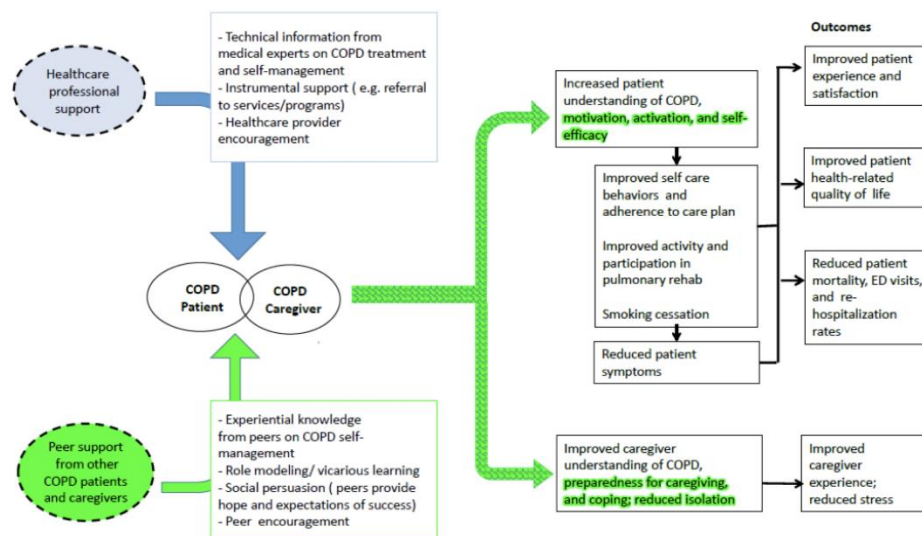 Healthcare
professional
support
- Technical information from
medical experts on COPD treatment
and self-management
- Instrumental support ( e.g. referral
to services/programs)
- Healthcare provider
encouragement
COPD
Patient
COPD
Caregiver
Peer support
from other
COPD patients
and caregivers
- Experiential knowledge
from peers on COPD self-
management
- Role modeling/ vicarious learning
- Social persuasion ( peers provide
hope and expectations of success)
- Peer encouragement
Increased patient
understanding of COPD,
motivation, activation, and self-
efficacy
Improved self care
behaviors and
adherence to care plan
Improved activity and
participation in
pulmonary rehab
Smoking cessation
Reduced patient
symptoms
Improved caregiver
understanding of COPD,
preparedness for caregiving,
and coping; reduced isolation
Outcomes
Improved patient
experience and
satisfaction
Improved patient
health-related
quality of life
Reduced patient
mortality, ED visits,
and re-
hospitalization
rates
Improved
caregiver
experience;
reduced stress